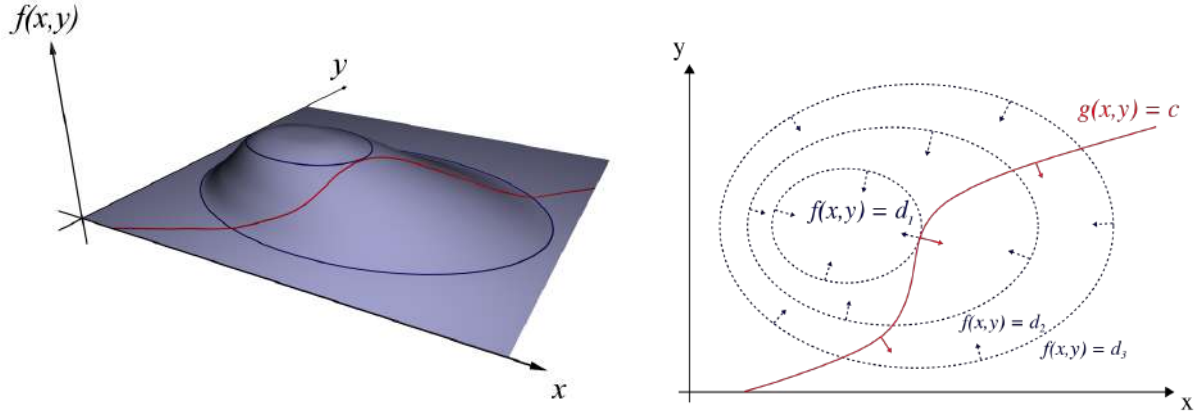 f(x,y)
y
x
y
g(x,y) = c
f(x,y) = d₁
f(x,y) = d₂
f(x,y) = d₃
x